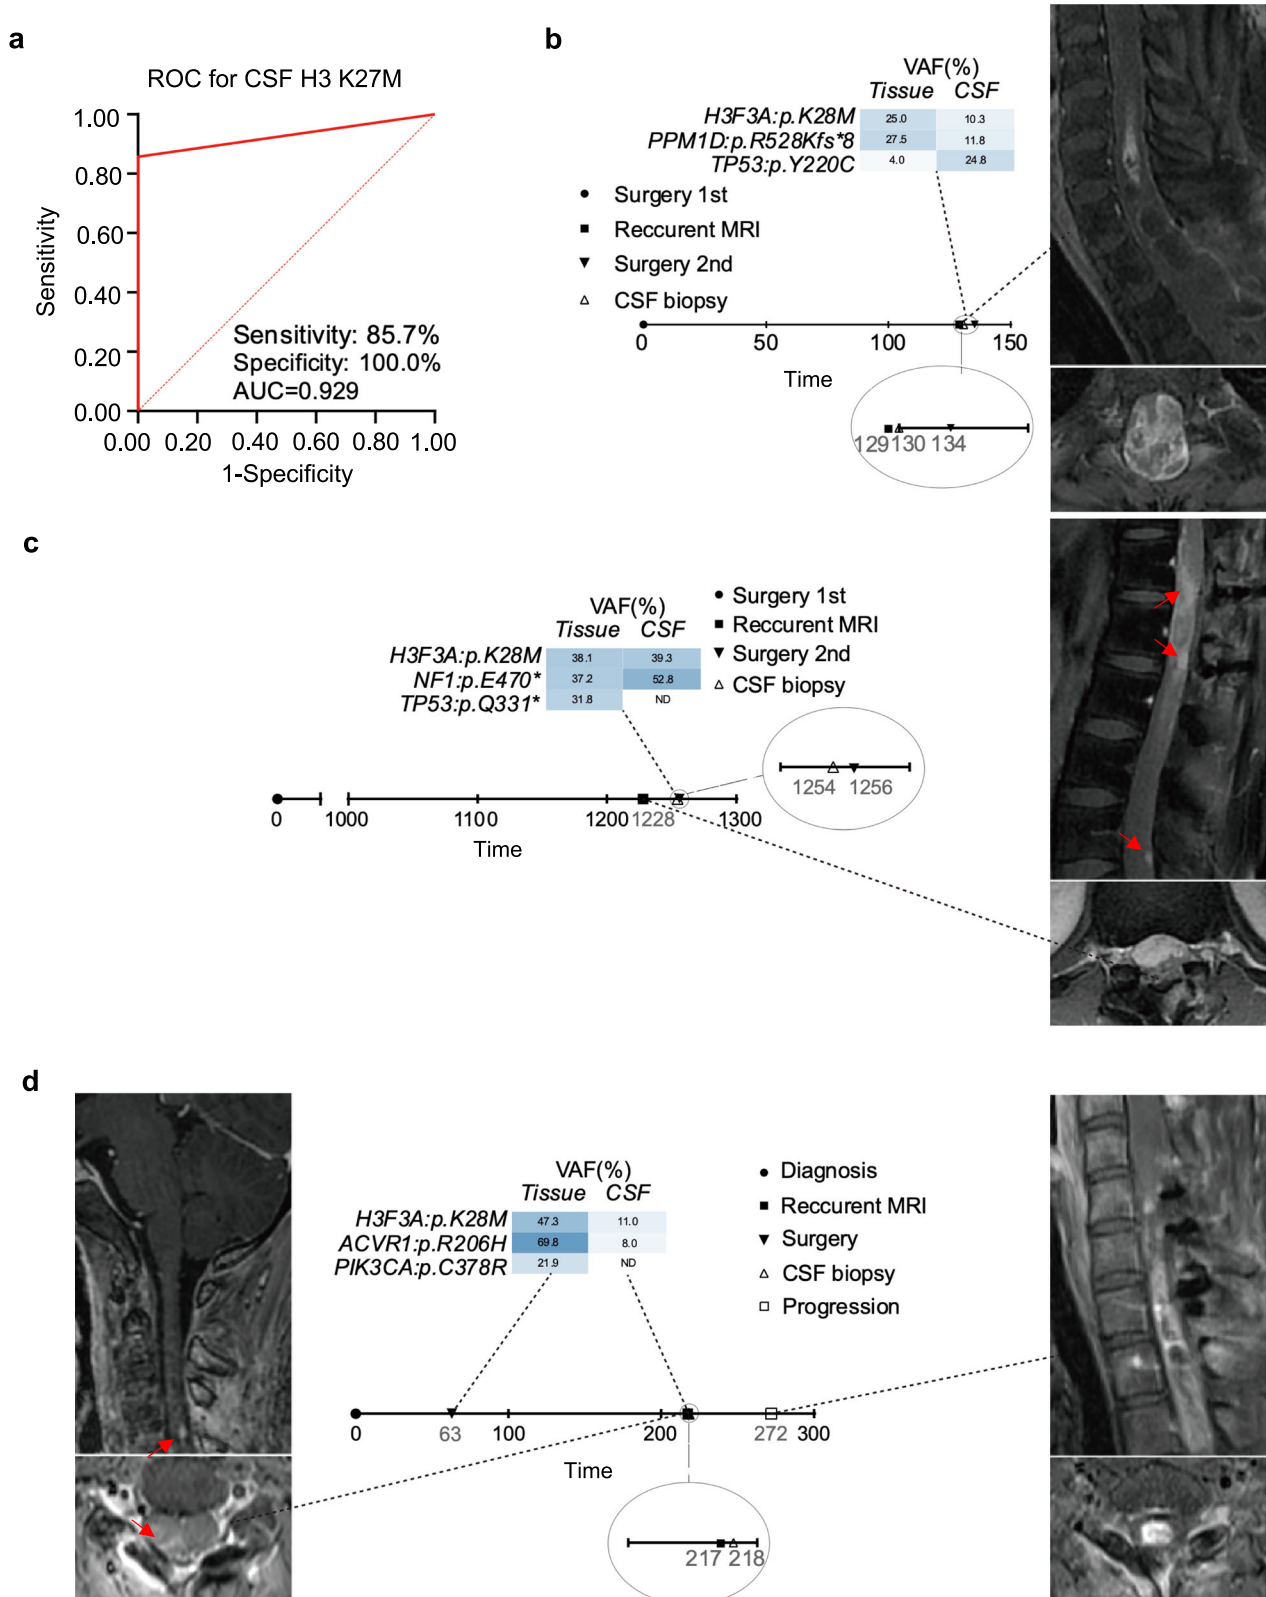 a
ROC for CSF H3 K27M
1.00
0.80
0.60
0.40
0.20
0.00
Sensitivity
Sensitivity: 85.7%
Specificity: 100.0%
AUC=0.929
0.00 0.20 0.40 0.60 0.80 1.00
1-Specificity
b
VAF(%)
Tissue CSF
H3F3A:p.K28M 25.0 10.3
PPM1D:p.R528Kfs*8 27.5 11.8
TP53:p.Y220C 4.0 24.8
Surgery 1st
Reccurent MRI
Surgery 2nd
CSF biopsy
0 50 100 150
Time
129 130 134
c
VAF(%)
Tissue CSF
H3F3A:p.K28M 38.1 39.3
NF1:p.E470* 37.2 52.8
TP53:p.Q331* 31.8 ND
Surgery 1st
Reccurent MRI
Surgery 2nd
CSF biopsy
1254 1256
0 1000 1100 1200 1228 1300
Time
d
VAF(%)
Tissue CSF
H3F3A:p.K28M 47.3 11.0
ACVR1:p.R206H 69.8 8.0
PIK3CA:p.C378R 21.9 ND
Diagnosis
Reccurent MRI
Surgery
CSF biopsy
Progression
0 63 100 200 272 300
Time
217 218